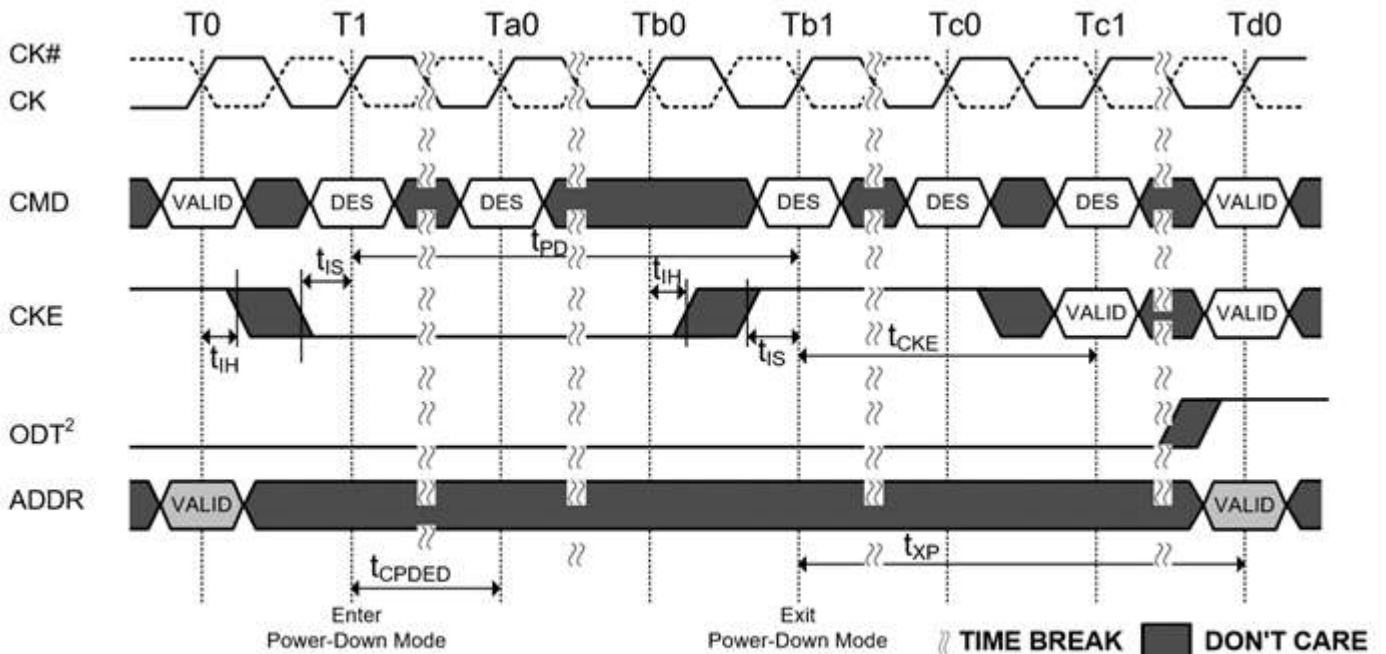 T0 T1 Ta0 Tb0 Tb1 Tc0 Tc1 Td0
CK#
CK
CMD VALID DES DES DES DES DES VALID
tPD
tIS tIH
CKE VALID VALID
tIH tIS tCKE
ODT²
ADDR VALID VALID
tCPDED tXP
Enter
Power-Down Mode
Exit
Power-Down Mode
TIME BREAK DON'T CARE